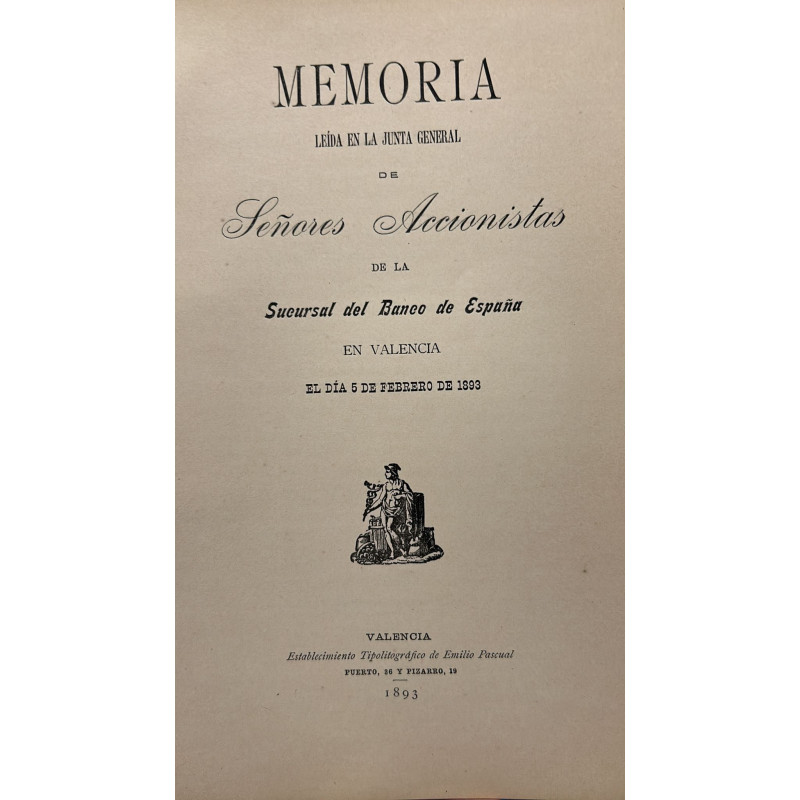 MEMORIA
LEÍDA EN LA JUNTA GENERAL
DE
Señores Accionistas
DE LA
Sucursal del Banco de España
EN VALENCIA
EL DÍA 5 DE FEBRERO DE 1893
VALENCIA
Establecimiento Tipolitográfico de Emilio Pascual
PUERTO, 26 Y PIZARRO, 19
1893